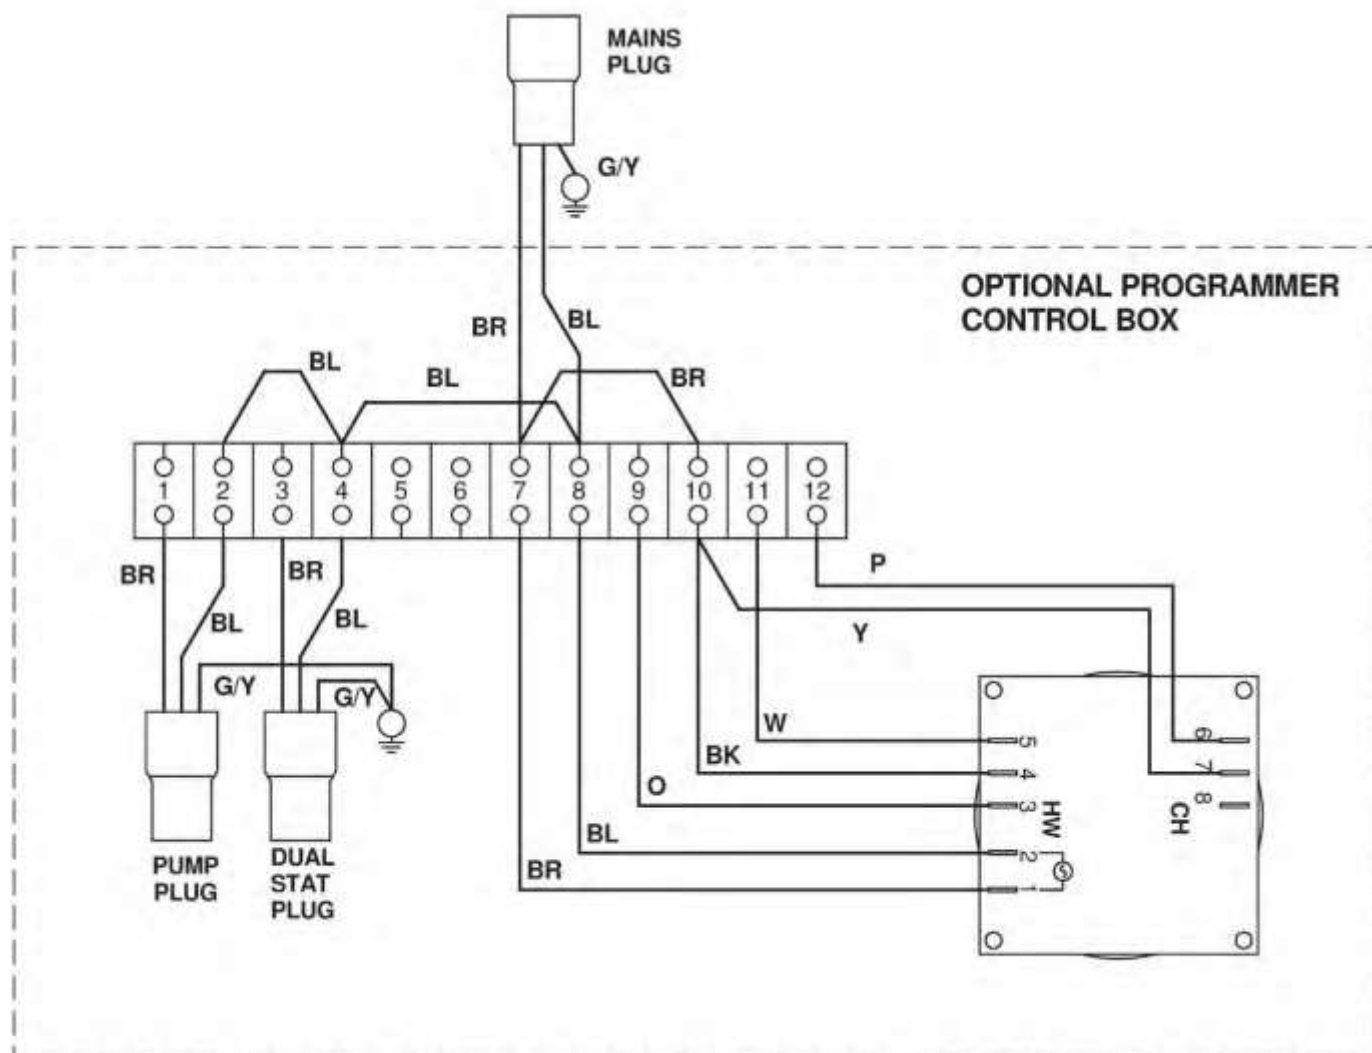 MAINS
PLUG
G/Y
OPTIONAL PROGRAMMER
CONTROL BOX
BR
BL
BL
BL
BR
1 2 3 4 5 6 7 8 9 10 11 12
BR
BR
P
BL
BL
Y
G/Y
G/Y
W
BK
O
BL
BR
5
4
3
2
1
HW
6
7
8
CH
S
PUMP
PLUG
DUAL
STAT
PLUG